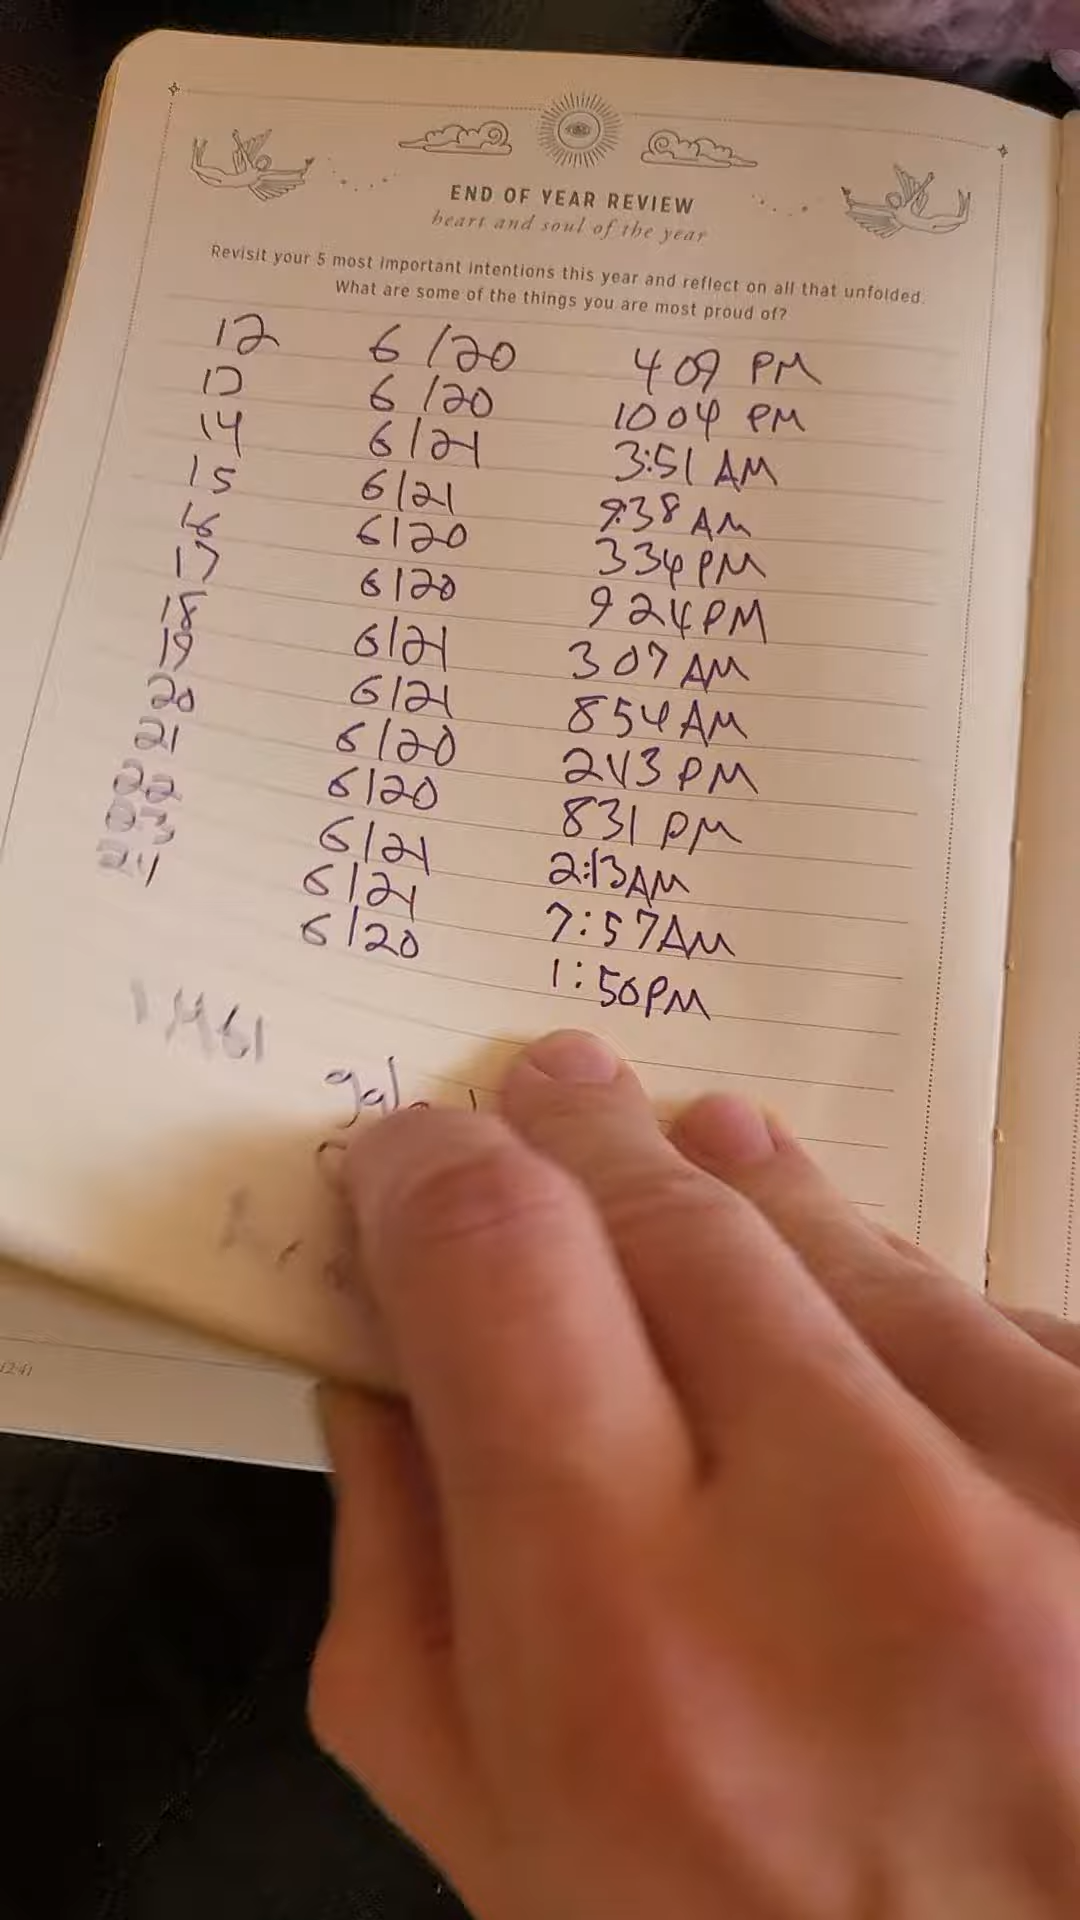 END OF YEAR REVIEW
heart and soul of the year
Revisit your 5 most important intentions this year and reflect on all that unfolded.
What are some of the things you are most proud of?
12 6/20 409 PM
13 6/20 1004 PM
14 6/21 3:51 AM
15 6/21 9:38 AM
16 6/20 334 PM
17 6/20 924 PM
18 6/21 307 AM
19 6/21 854 AM
20 6/20 243 PM
21 6/20 831 PM
22 6/21 2:13 AM
23 6/21 7:57 AM
24 6/20 1:50 PM